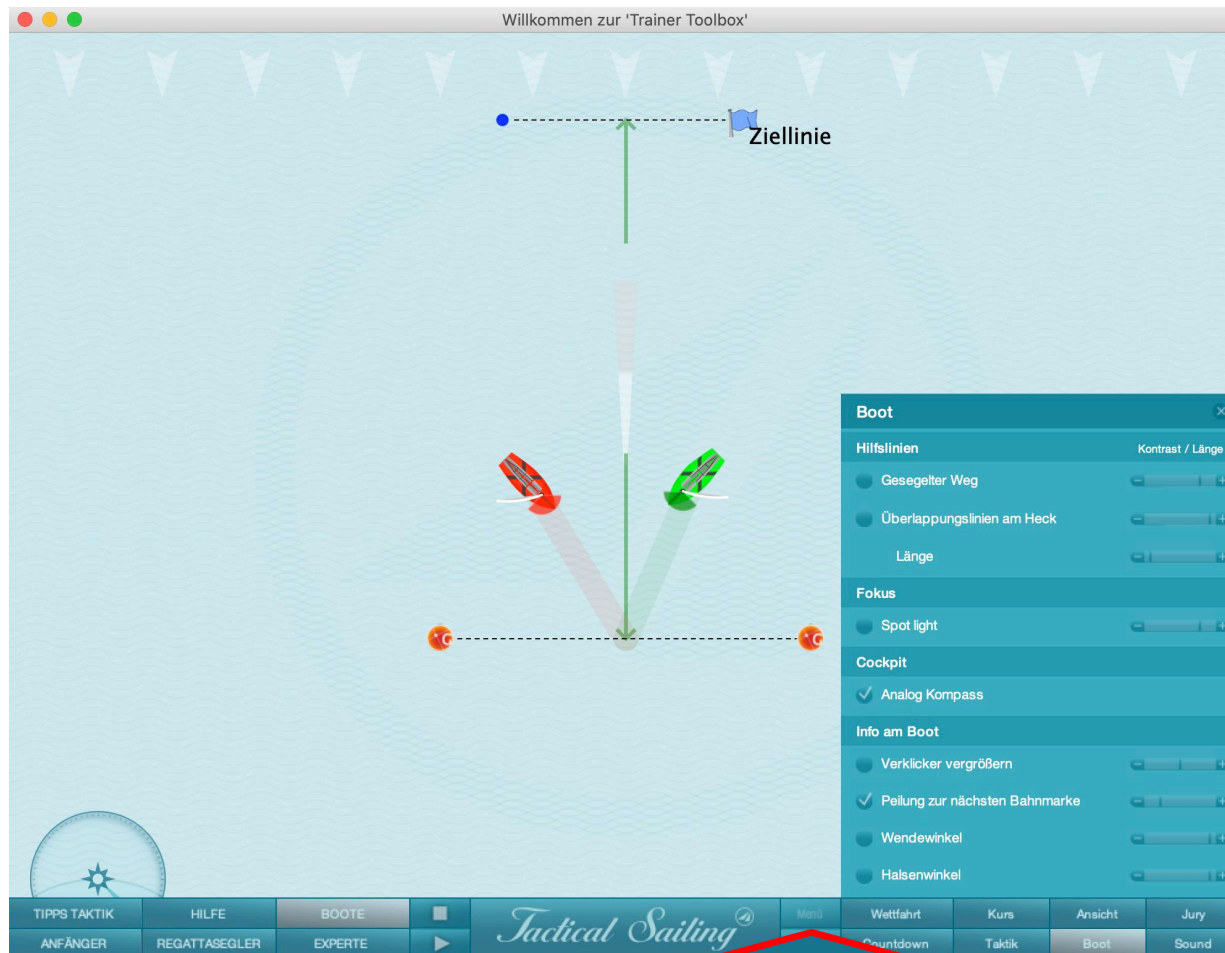 Willkommen zur 'Trainer Toolbox'
Ziellinie
Boot
Hilfslinien Kontrast / Länge
Gesegelter Weg
Überlappungslinien am Heck
Länge
Fokus
Spot light
Cockpit
Analog Kompass
Info am Boot
Verklicker vergrößern
Peilung zur nächsten Bahnmarke
Wendewinkel
Halsenwinkel
TIPPS TAKTIK HILFE BOOTE Tactical Sailing Menü Wettfahrt Kurs Ansicht Jury
ANFÄNGER REGATTASEGLER EXPERTE Countdown Taktik Boot Sound